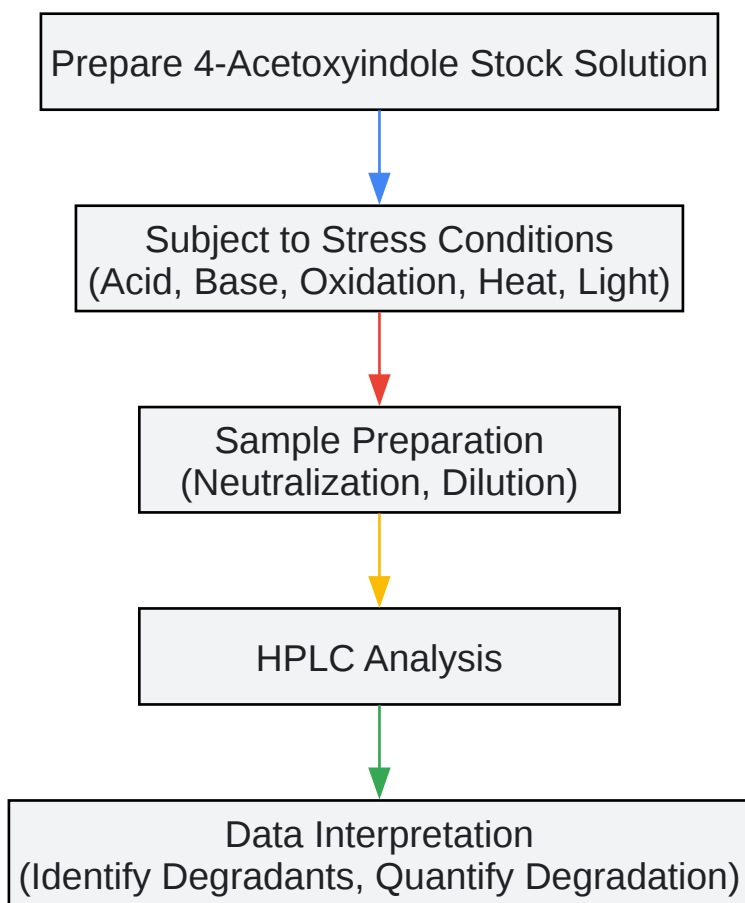 Prepare 4-Acetoxyindole Stock Solution
Subject to Stress Conditions
(Acid, Base, Oxidation, Heat, Light)
Sample Preparation
(Neutralization, Dilution)
HPLC Analysis
Data Interpretation
(Identify Degradants, Quantify Degradation)